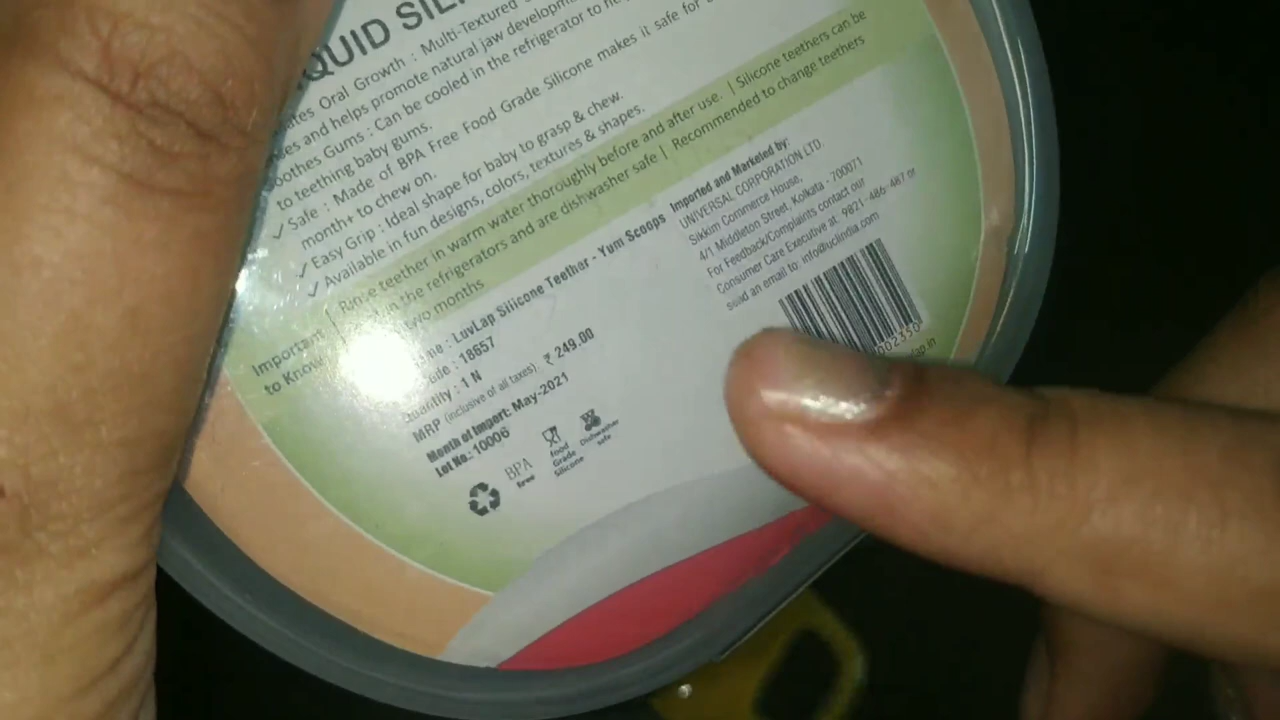 QUID SIL
Oral Growth : Multi-Textured
and helps promote natural jaw developm
Gums : Can be cooled in the refrigerator to
to teething baby gums.
✓ Safe : Made of BPA Free Food Grade Silicone makes it safe for
month+ to chew on.
✓ Easy Grip : Ideal shape for baby to grasp & chew.
✓ Available in fun designs, colors, textures & shapes.
Important
to Know
Rinse teether in warm water thoroughly before and after use. | Silicone teethers can be
in the refrigerators and are dishwasher safe | Recommended to change teethers
two months
: LuvLap Silicone Teether - Yum Scoops
: 18657
Quantity : 1 N
MRP (inclusive of all taxes) : ₹ 249.00
Month of Import: May-2021
Lot No.: 10006
BPA
free
food
Grade
Silicone
Dishwasher
safe
Imported and Marketed by:
UNIVERSAL CORPORATION LTD.
Sikkim Commerce House,
4/1 Middleton Street, Kolkata : 700071
For Feedback/Complaints contact our
Consumer Care Executive at: 9821-486-487 or
send an email to: info@uclindia.com